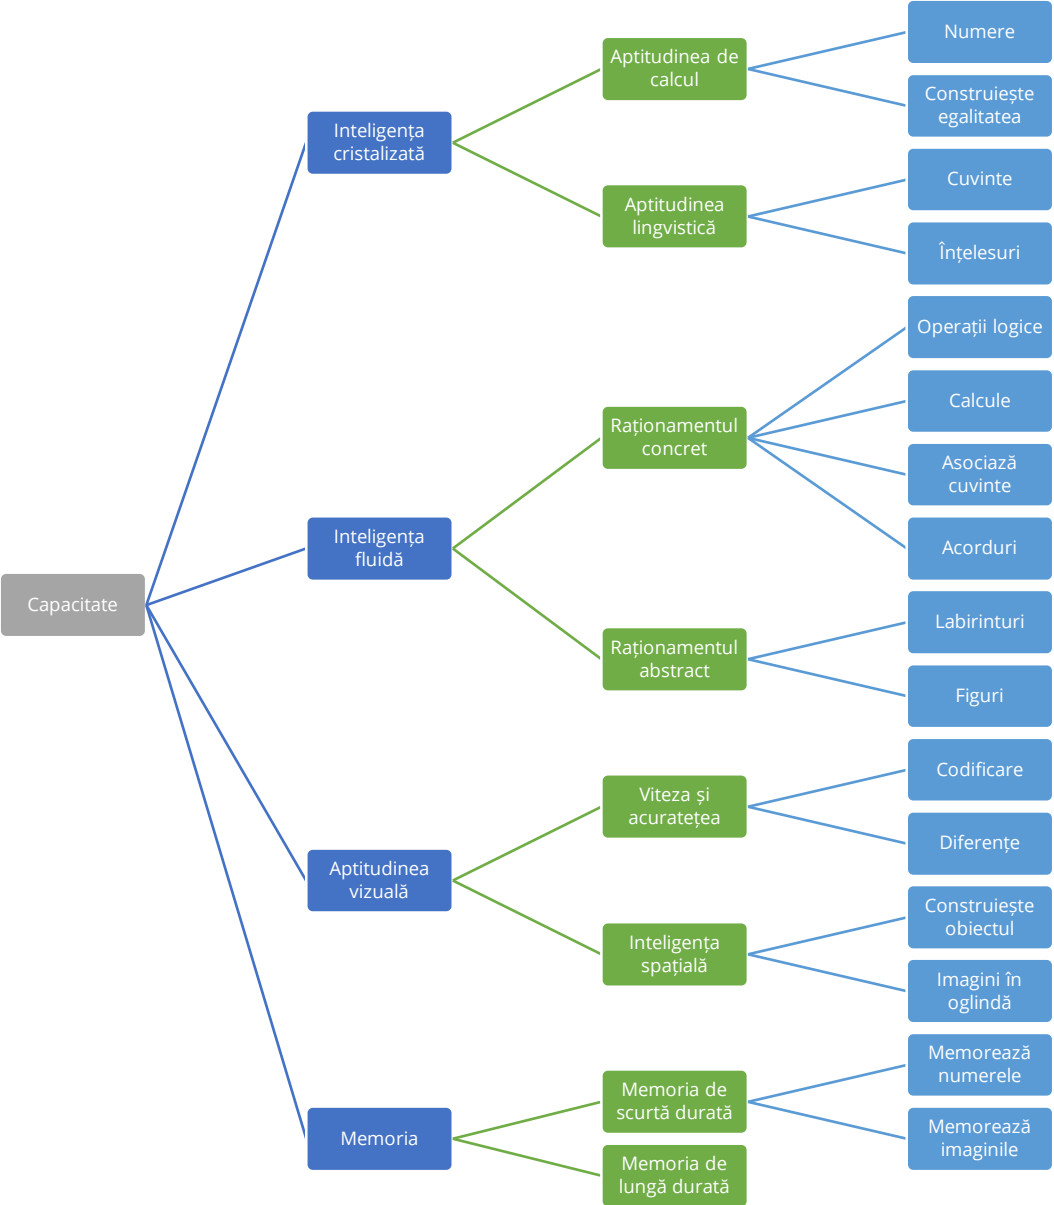 Capacitate
Inteligența
cristalizată
Aptitudinea de
calcul
Numere
Construiește
egalitatea
Aptitudinea
lingvistică
Cuvinte
Înțelesuri
Inteligența
fluidă
Raționamentul
concret
Operații logice
Calcule
Asociază
cuvinte
Acorduri
Raționamentul
abstract
Labirinturi
Figuri
Aptitudinea
vizuală
Viteza și
acuratețea
Codificare
Diferențe
Inteligența
spațială
Construiește
obiectul
Imagini în
oglindă
Memoria
Memoria de
scurtă durată
Memorează
numerele
Memorează
imaginile
Memoria de
lungă durată